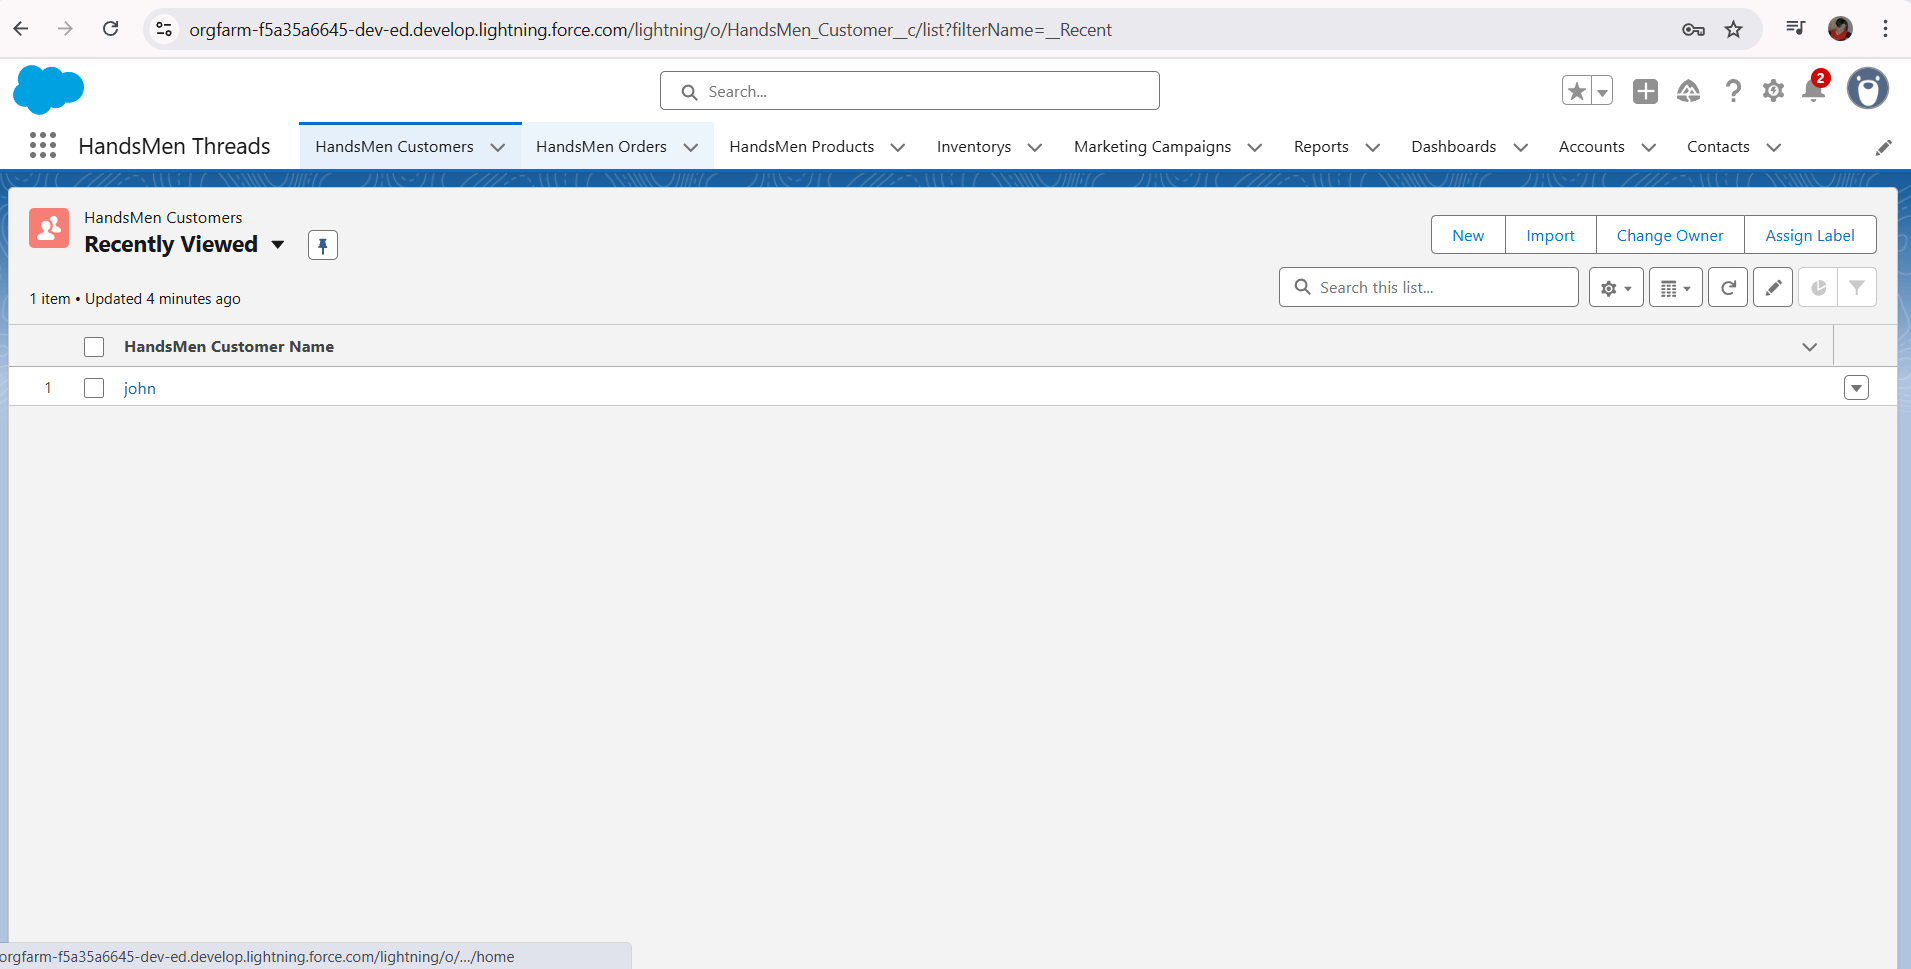 orgfarm-f5a35a6645-dev-ed.develop.lightning.force.com/lightning/o/HandsMen_Customer__c/list?filterName=__Recent
Search...
2
HandsMen Threads
HandsMen Customers
HandsMen Orders
HandsMen Products
Inventorys
Marketing Campaigns
Reports
Dashboards
Accounts
Contacts
HandsMen Customers
Recently Viewed
New
Import
Change Owner
Assign Label
1 item • Updated 4 minutes ago
Search this list...
HandsMen Customer Name
1
john
orgfarm-f5a35a6645-dev-ed.develop.lightning.force.com/lightning/o/.../home